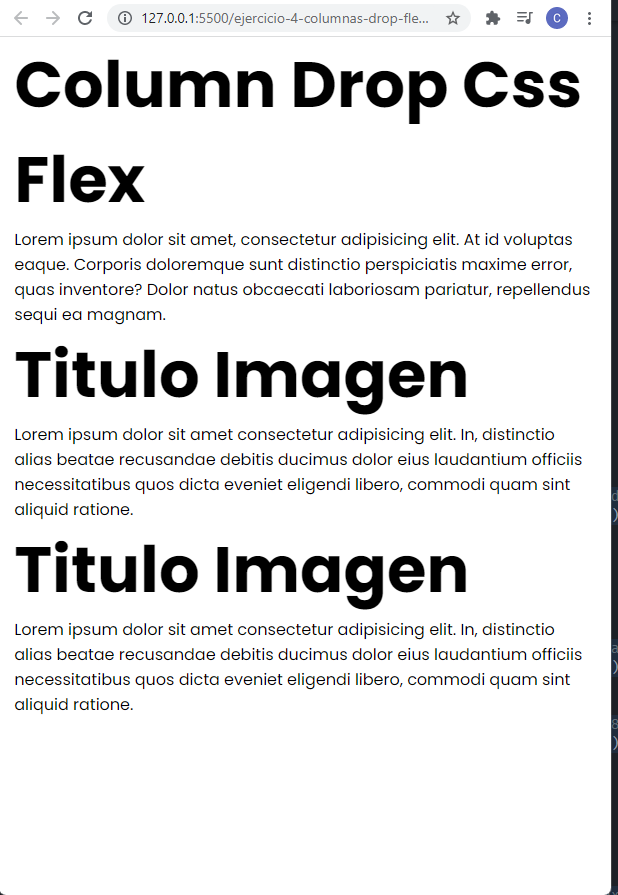 127.0.0.1:5500/ejercicio-4-columnas-drop-fle...
C
Column Drop Css
Flex
Lorem ipsum dolor sit amet, consectetur adipisicing elit. At id voluptas
eaque. Corporis doloremque sunt distinctio perspiciatis maxime error,
quas inventore? Dolor natus obcaecati laboriosam pariatur, repellendus
sequi ea magnam.
Titulo Imagen
Lorem ipsum dolor sit amet consectetur adipisicing elit. In, distinctio
alias beatae recusandae debitis ducimus dolor eius laudantium officiis
necessitatibus quos dicta eveniet eligendi libero, commodi quam sint
aliquid ratione.
Titulo Imagen
Lorem ipsum dolor sit amet consectetur adipisicing elit. In, distinctio
alias beatae recusandae debitis ducimus dolor eius laudantium officiis
necessitatibus quos dicta eveniet eligendi libero, commodi quam sint
aliquid ratione.